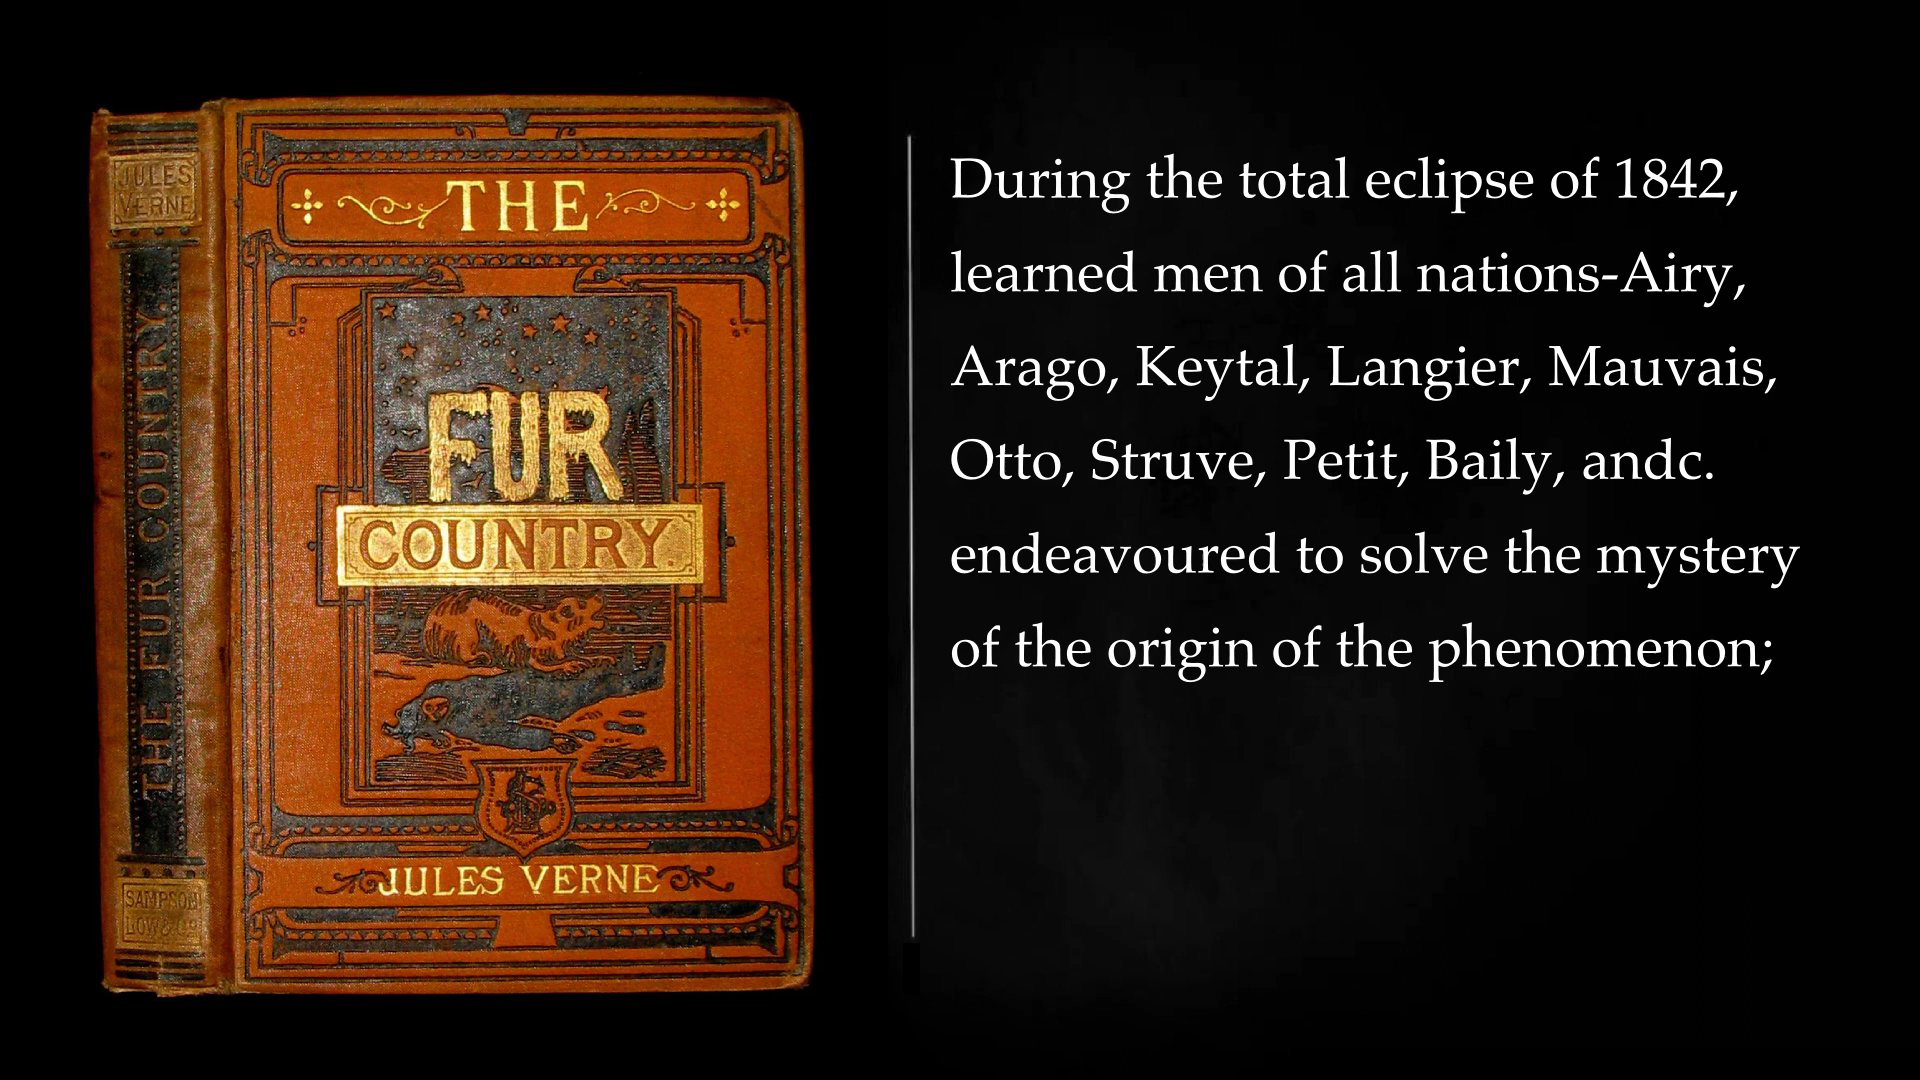 JULES
VERNE
THE FUR COUNTRY.
SAMPSON
LOW & Co
THE
FUR
COUNTRY.
JULES VERNE
During the total eclipse of 1842,
learned men of all nations-Airy,
Arago, Keytal, Langier, Mauvais,
Otto, Struve, Petit, Baily, andc.
endeavoured to solve the mystery
of the origin of the phenomenon;